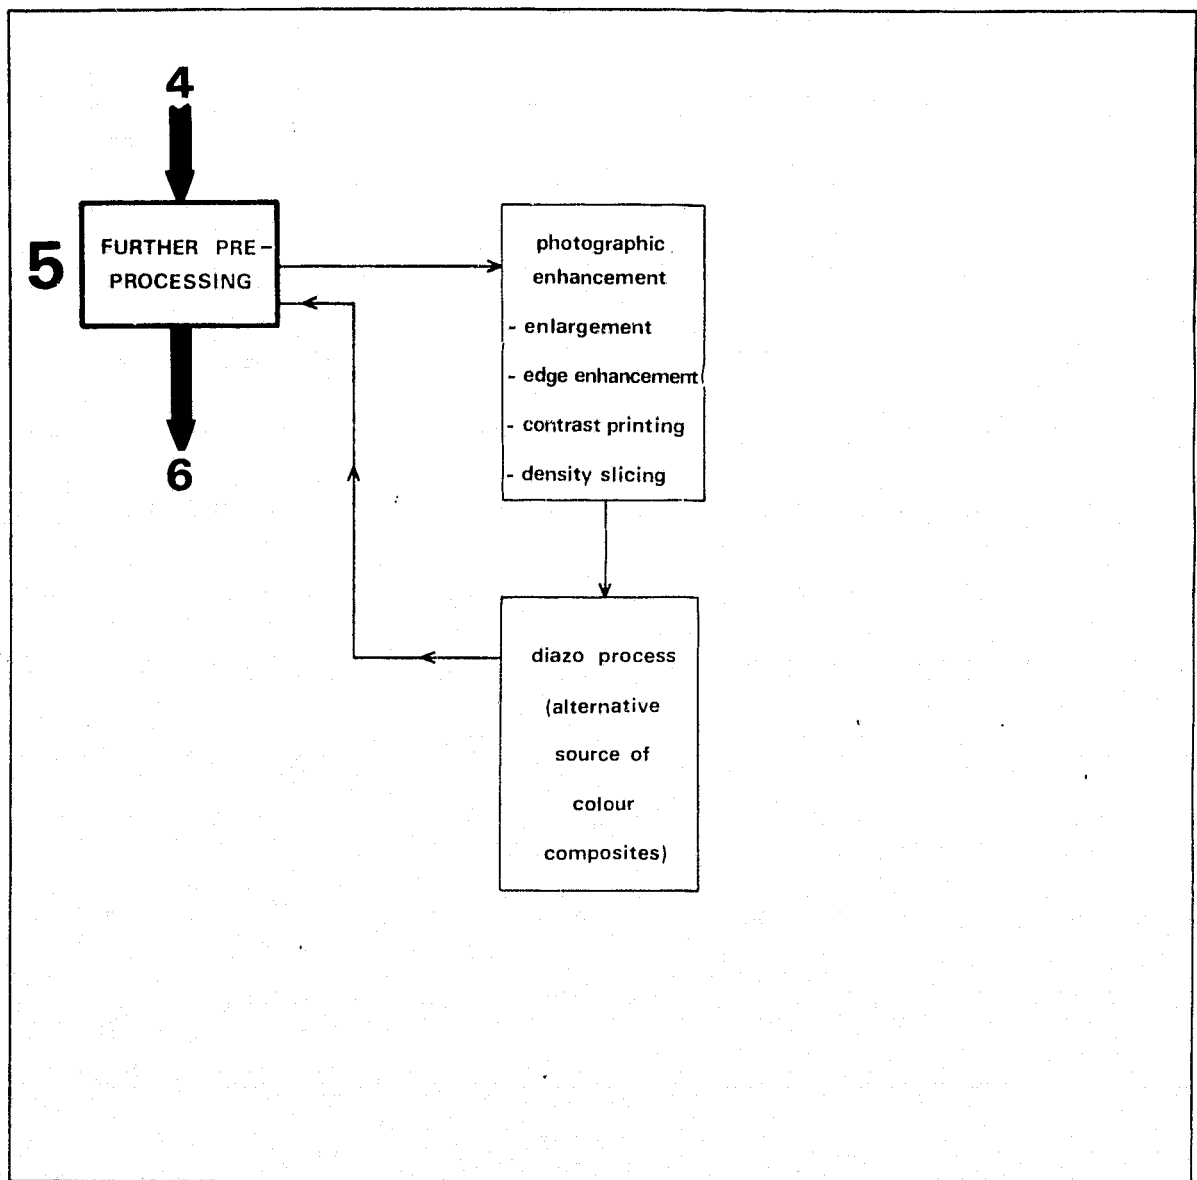 4
5
FURTHER PRE-
PROCESSING
6
photographic
enhancement
- enlargement
- edge enhancement
- contrast printing
- density slicing
diazo process
(alternative
source of
colour
composites)